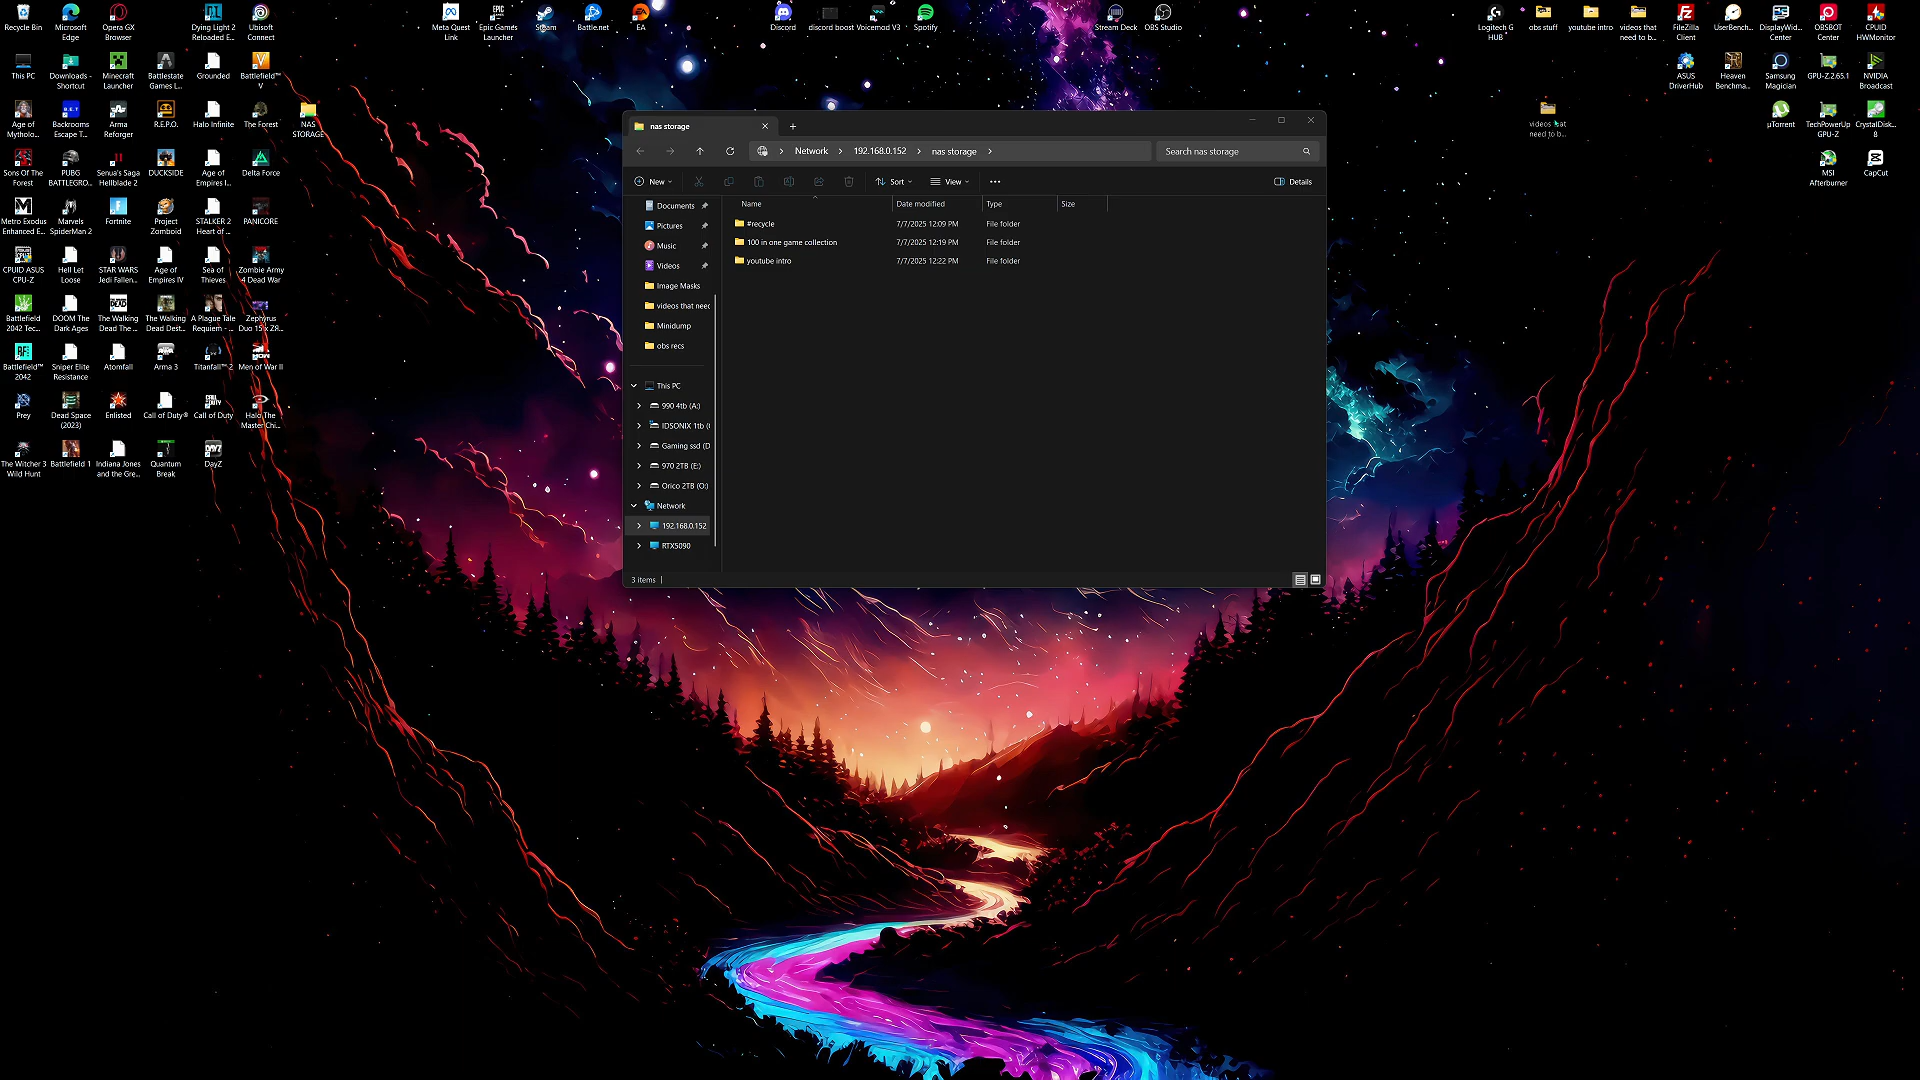 Recycle Bin
Microsoft Edge
Opera GX Browser
Dying Light 2 Reloaded E...
Ubisoft Connect
Meta Quest Link
Epic Games Launcher
Steam
Battle.net
EA
Discord
discord boost
Voicemod V3
Spotify
Stream Deck
OBS Studio
Logitech G HUB
obs stuff
youtube intro
videos that need to b...
FileZilla Client
UserBench...
DisplayWid... Center
OBSBOT Center
CPUID HWMonitor
This PC
Downloads - Shortcut
Minecraft Launcher
Battlestate Games L...
Grounded
Battlefield™ V
ASUS DriverHub
Heaven Benchma...
Samsung Magician
GPU-Z.2.65.1
NVIDIA Broadcast
Age of Mytholo...
Backrooms Escape T...
Arma Reforger
R.E.P.O.
Halo Infinite
The Forest
NAS STORAGE
µTorrent
TechPowerUp GPU-Z
CrystalDisk... 8
Sons Of The Forest
PUBG BATTLEGRO...
Senua's Saga Hellblade 2
DUCKSIDE
Age of Empires I...
Delta Force
MSI Afterburner
CapCut
Metro Exodus Enhanced E...
Marvels SpiderMan 2
Fortnite
Project Zomboid
STALKER 2 Heart of ...
PANICORE
CPUID ASUS CPU-Z
Hell Let Loose
STAR WARS Jedi Fallen...
Age of Empires IV
Sea of Thieves
Zombie Army 4 Dead War
Battlefield 2042 Tec...
DOOM The Dark Ages
The Walking Dead The ...
The Walking Dead Dest...
A Plague Tale Requiem - ...
Zephyrus Duo 15 x ZЯ...
Battlefield™ 2042
Sniper Elite Resistance
Atomfall
Arma 3
Titanfall™ 2
Men of War II
Prey
Dead Space (2023)
Enlisted
Call of Duty®
Call of Duty
Halo The Master Chi...
The Witcher 3 Wild Hunt
Battlefield 1
Indiana Jones and the Gre...
Quantum Break
DayZ
nas storage
Network > 192.168.0.152 > nas storage >
Search nas storage
New
Sort
View
Details
Documents
Pictures
Music
Videos
Image Masks
videos that need
Minidump
obs recs
This PC
990 4tb (A:)
IDSONIX 1tb (
Gaming ssd (D
970 2TB (E:)
Orico 2TB (O:)
Network
192.168.0.152
RTX5090
Name Date modified Type Size
#recycle 7/7/2025 12:09 PM File folder
100 in one game collection 7/7/2025 12:19 PM File folder
youtube intro 7/7/2025 12:22 PM File folder
3 items